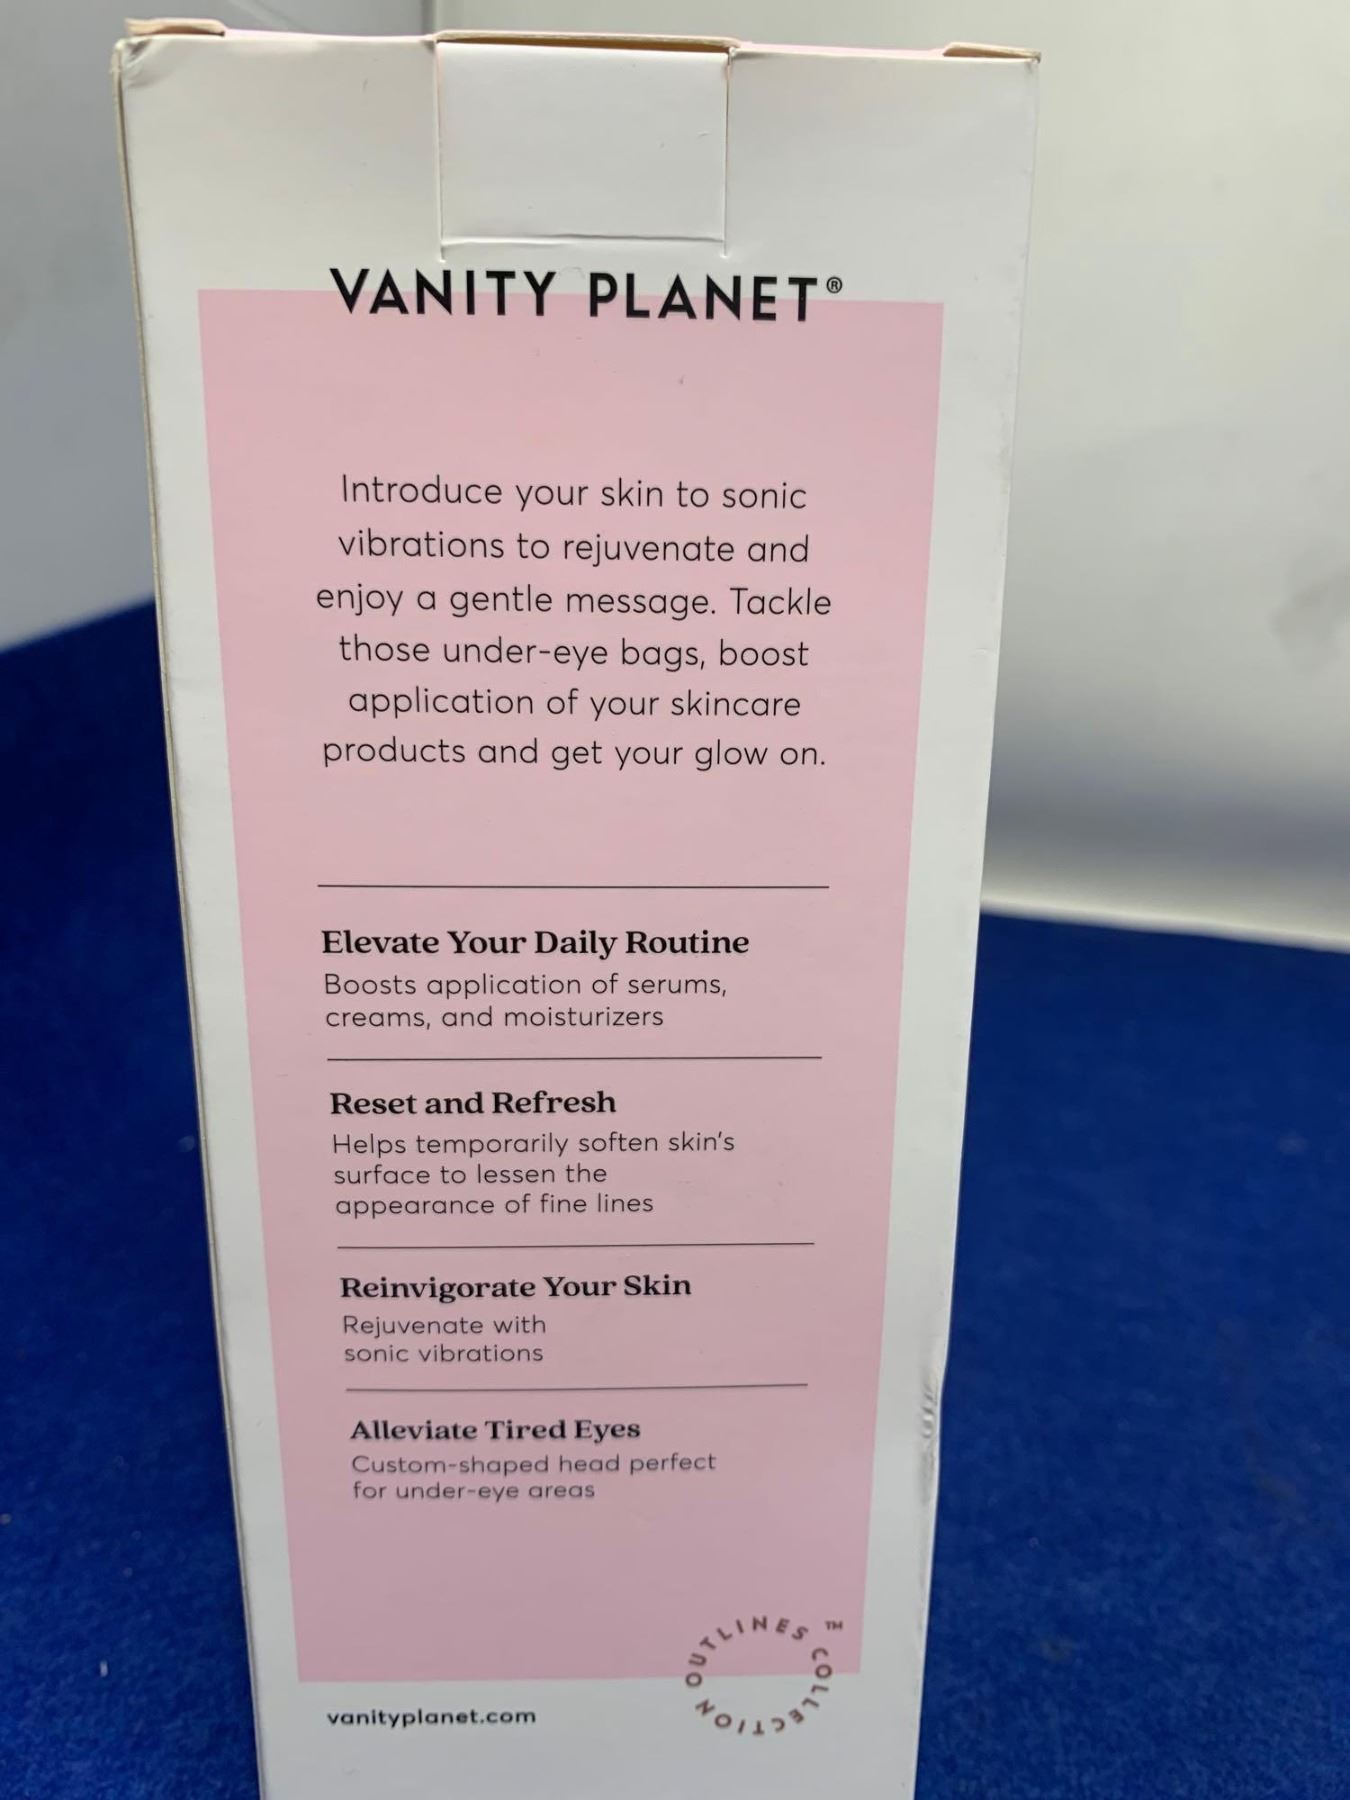 VANITY PLANET®
Introduce your skin to sonic
vibrations to rejuvenate and
enjoy a gentle message. Tackle
those under-eye bags, boost
application of your skincare
products and get your glow on.
Elevate Your Daily Routine
Boosts application of serums,
creams, and moisturizers
Reset and Refresh
Helps temporarily soften skin's
surface to lessen the
appearance of fine lines
Reinvigorate Your Skin
Rejuvenate with
sonic vibrations
Alleviate Tired Eyes
Custom-shaped head perfect
for under-eye areas
OUTLINES COLLECTION ™
vanityplanet.com